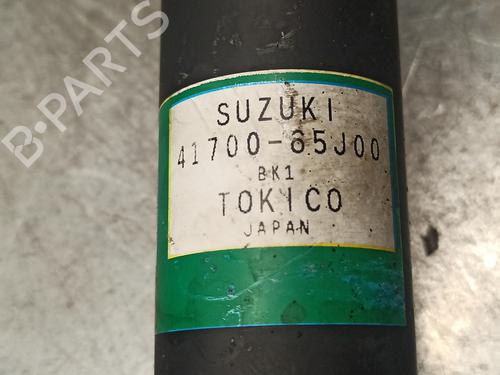 B-PARTS
SUZUKI
41700-65J00
BK1
TOKICO
JAPAN